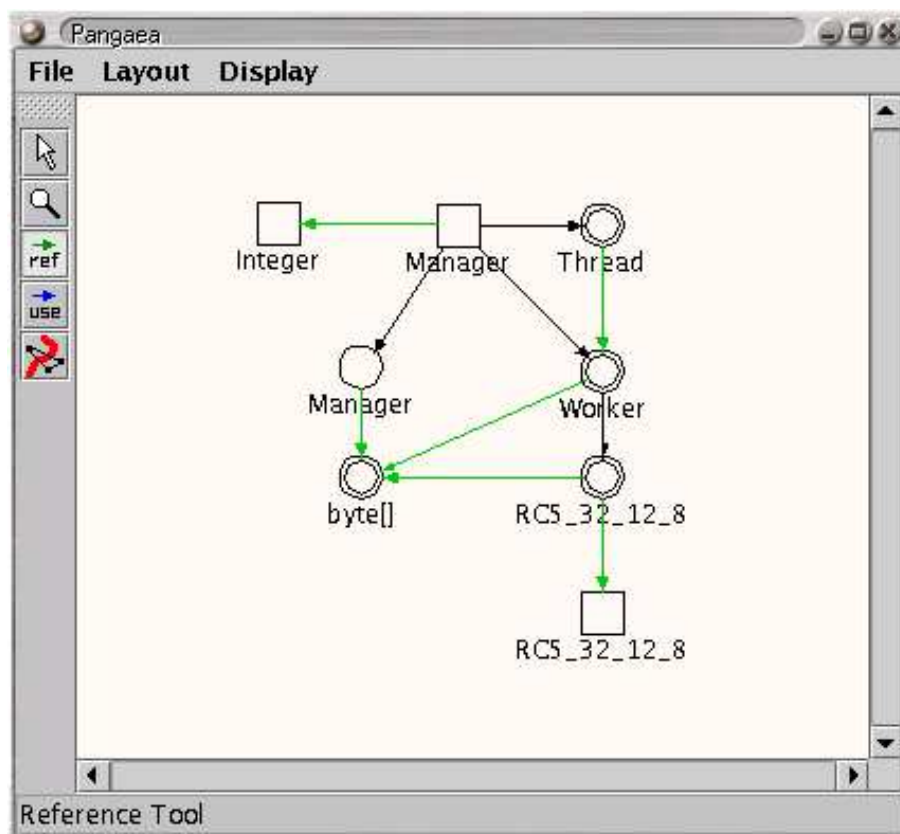 Pangaea
File Layout Display
ref
use
Integer
Manager
Thread
Manager
Worker
byte[]
RC5_32_12_8
RC5_32_12_8
Reference Tool